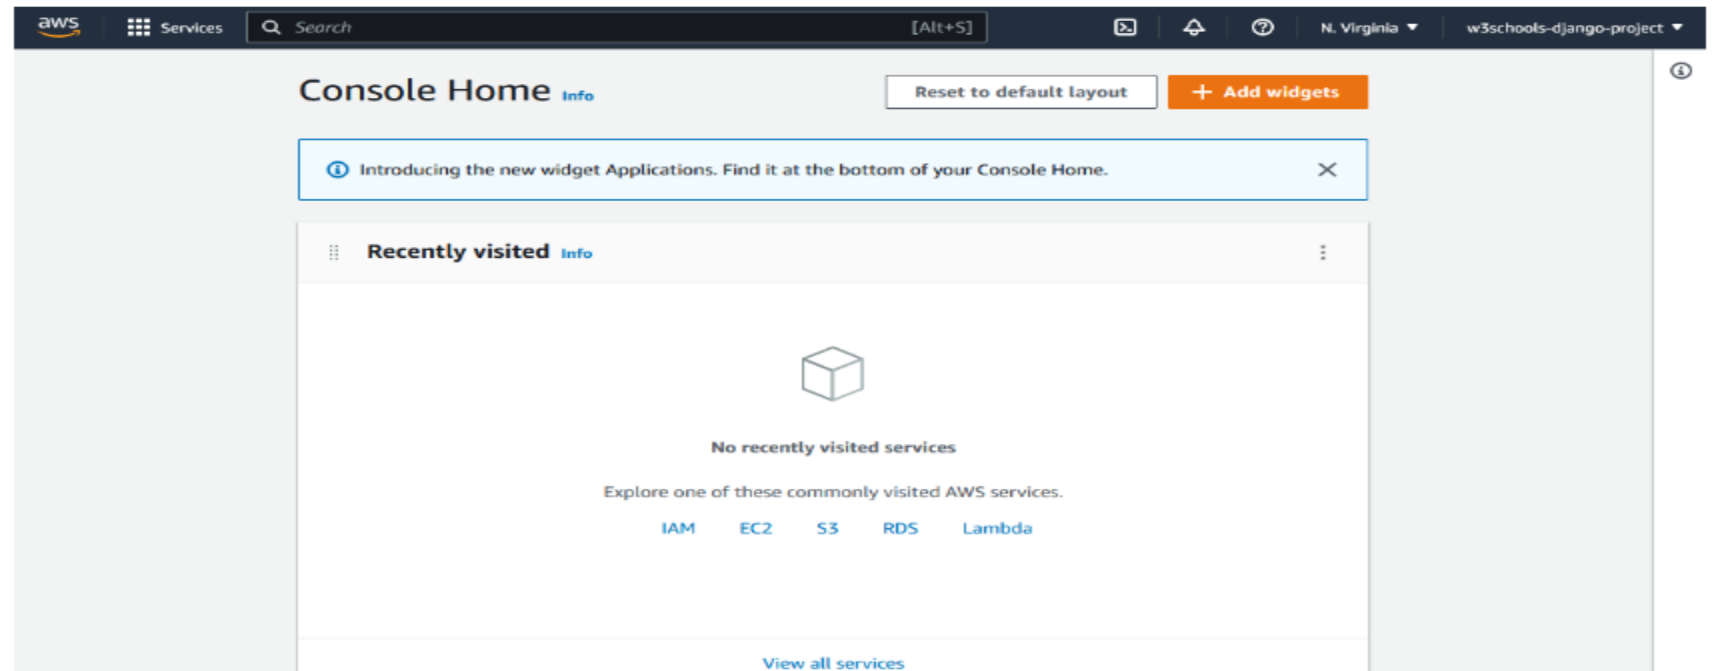 aws Services Search [Alt+S] N. Virginia w3schools-django-project
Console Home Info Reset to default layout + Add widgets
Introducing the new widget Applications. Find it at the bottom of your Console Home.
Recently visited Info
No recently visited services
Explore one of these commonly visited AWS services.
IAM EC2 S3 RDS Lambda
View all services